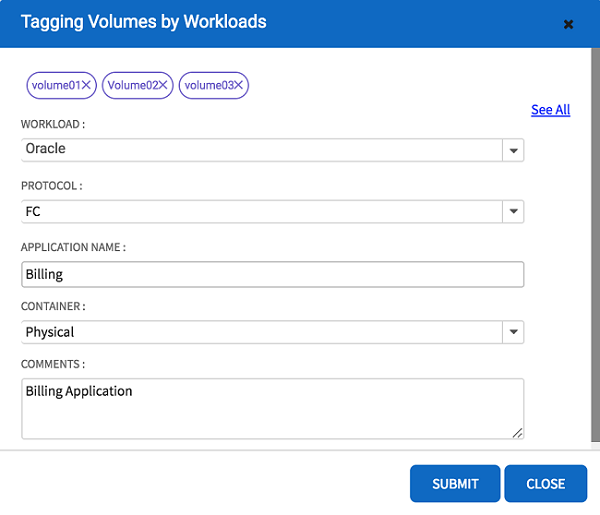 Tagging Volumes by Workloads
volume01 Volume02 volume03
See All
WORKLOAD :
Oracle
PROTOCOL :
FC
APPLICATION NAME :
Billing
CONTAINER :
Physical
COMMENTS :
Billing Application
SUBMIT CLOSE